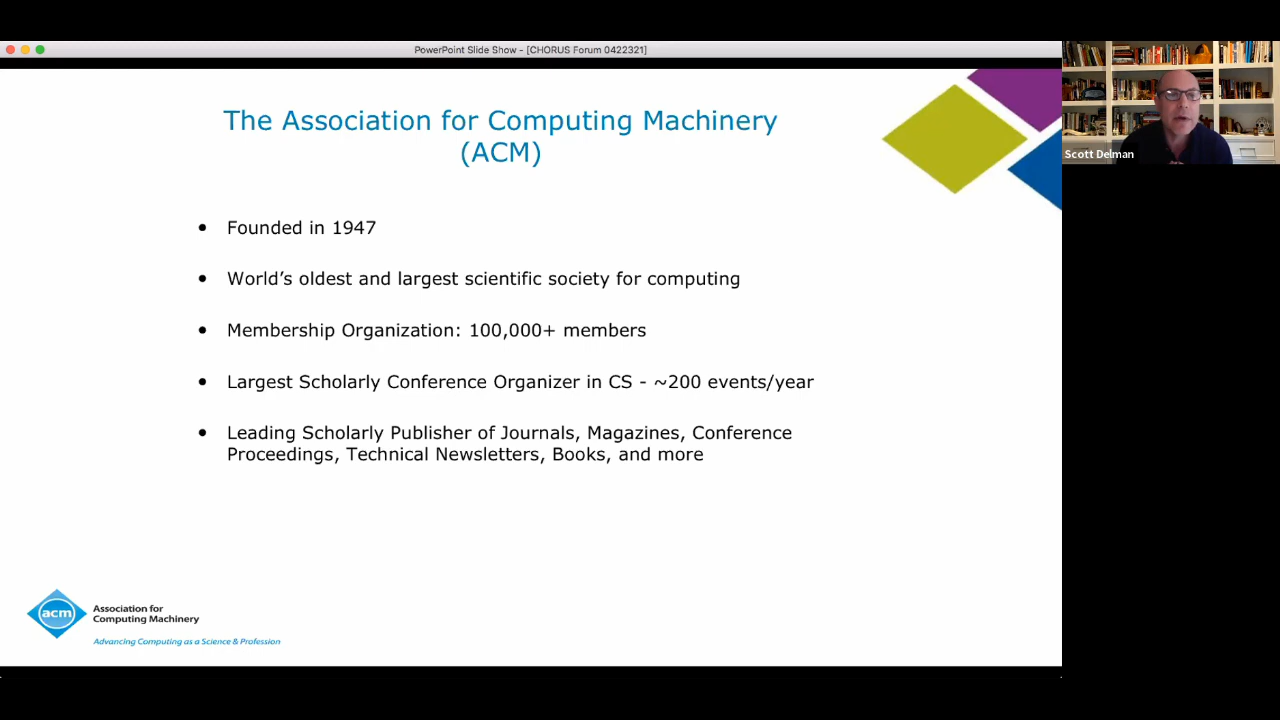 PowerPoint Slide Show - [CHORUS Forum 0422321]
Scott Delman
The Association for Computing Machinery
(ACM)
• Founded in 1947
• World's oldest and largest scientific society for computing
• Membership Organization: 100,000+ members
• Largest Scholarly Conference Organizer in CS - ~200 events/year
• Leading Scholarly Publisher of Journals, Magazines, Conference
Proceedings, Technical Newsletters, Books, and more
acm
Association for
Computing Machinery
Advancing Computing as a Science & Profession